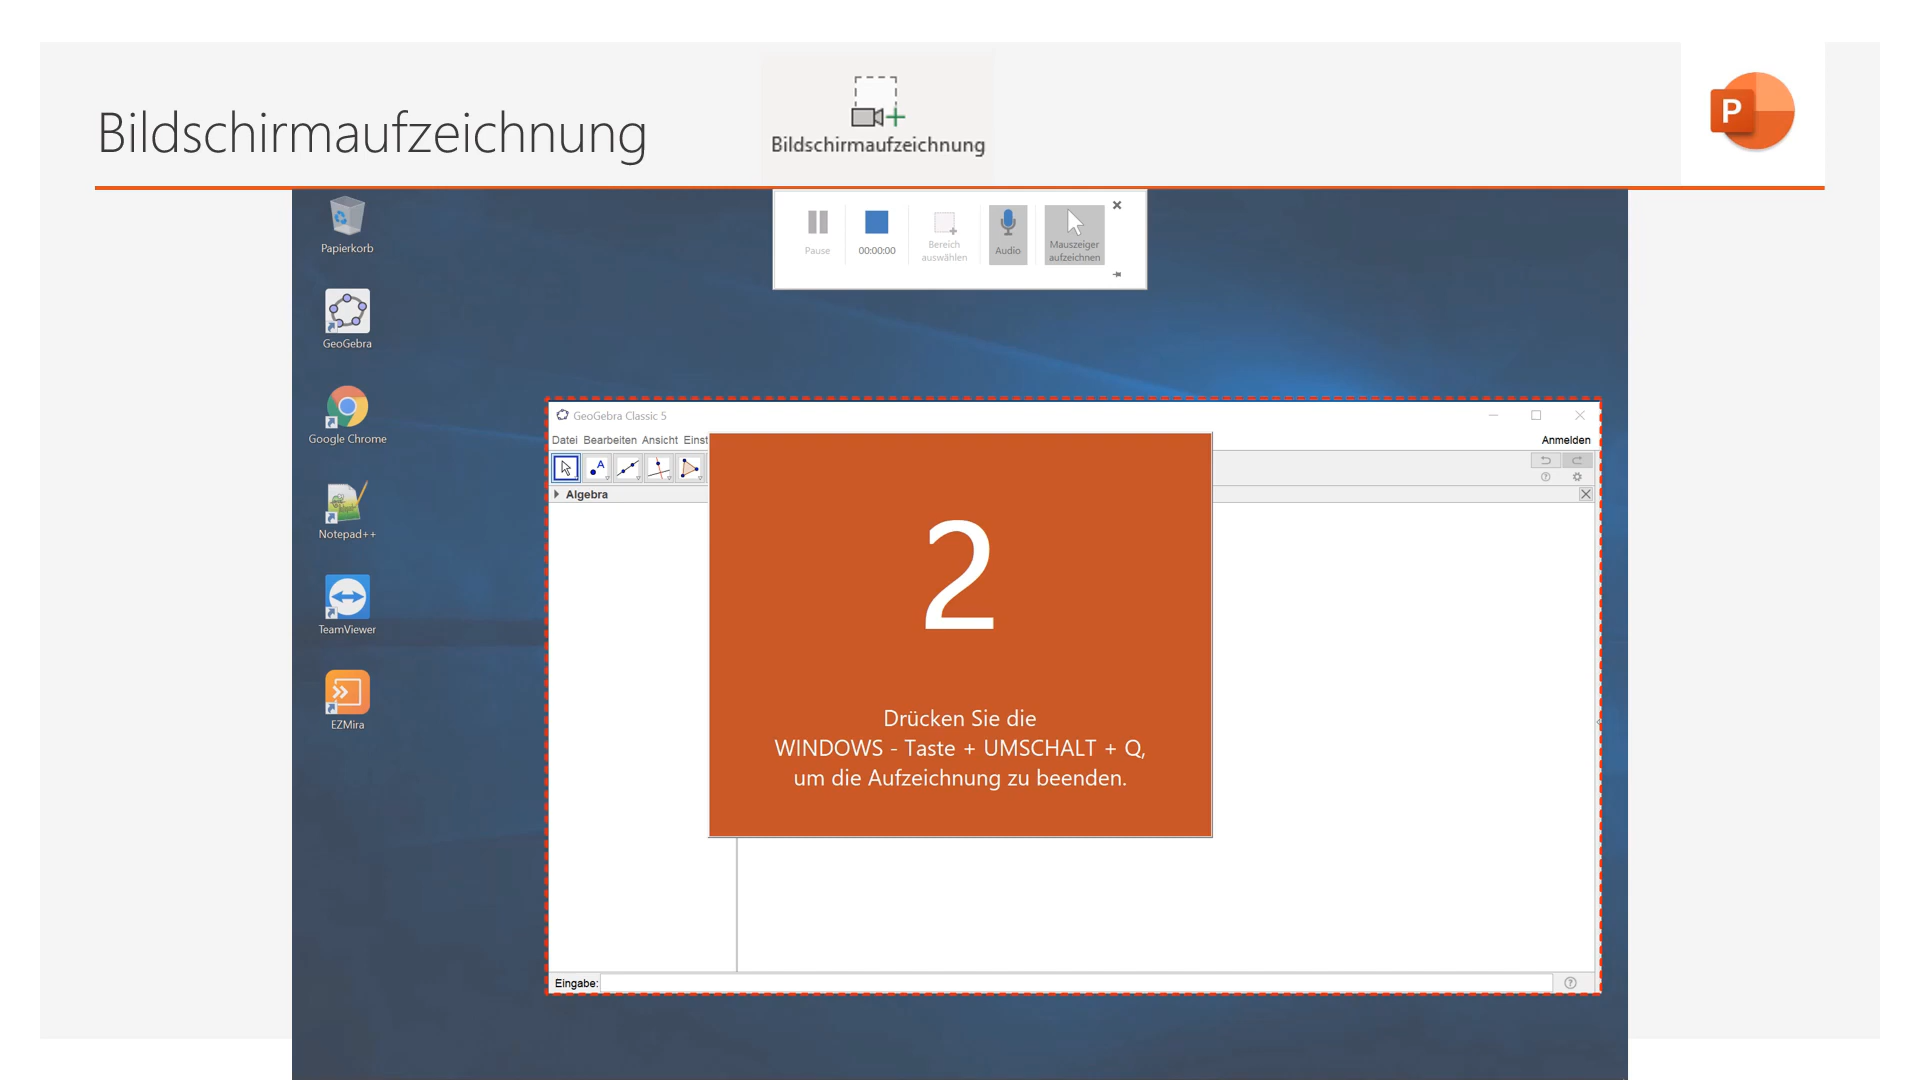 Bildschirmaufzeichnung
Bildschirmaufzeichnung
P
Pause
00:00:00
Bereich
auswählen
Audio
Mauszeiger
aufzeichnen
Papierkorb
GeoGebra
Google Chrome
Notepad++
TeamViewer
EZMira
GeoGebra Classic 5
Datei Bearbeiten Ansicht Einst
Anmelden
A
Algebra
2
Drücken Sie die
WINDOWS - Taste + UMSCHALT + Q,
um die Aufzeichnung zu beenden.
Eingabe: